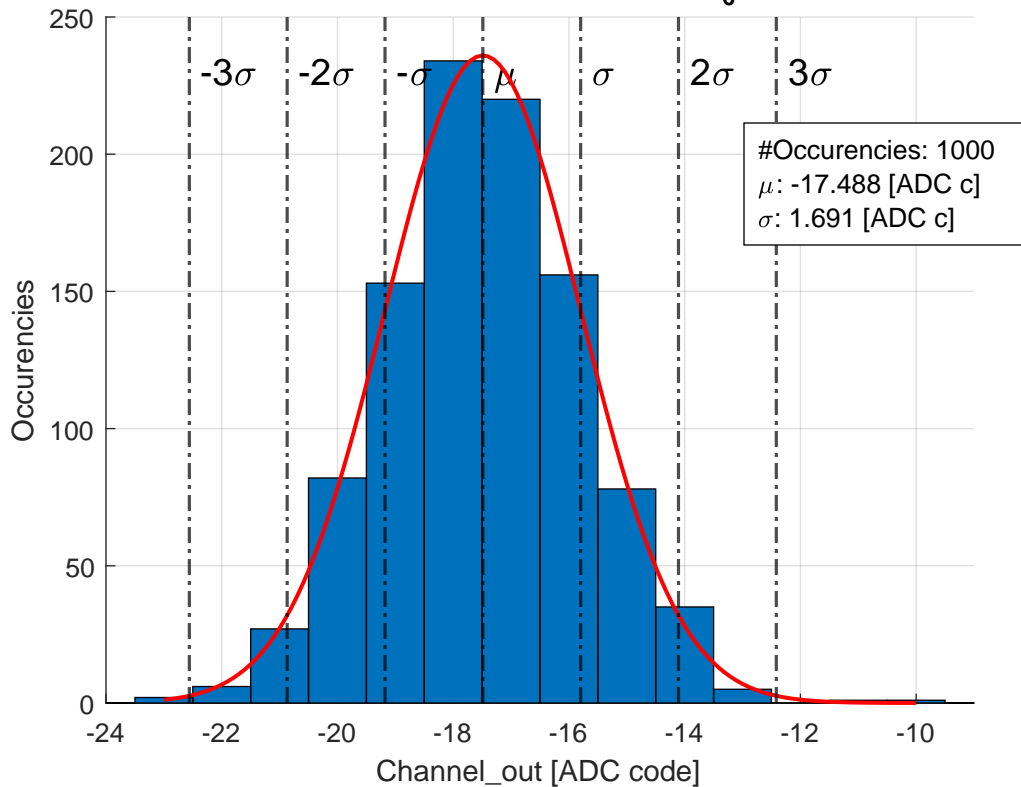 250
200
150
100
50
0
-3σ -2σ -σ μ σ 2σ 3σ
#Occurencies: 1000
μ: -17.488 [ADC c]
σ: 1.691 [ADC c]
Occurencies
-24 -22 -20 -18 -16 -14 -12 -10
Channel_out [ADC code]